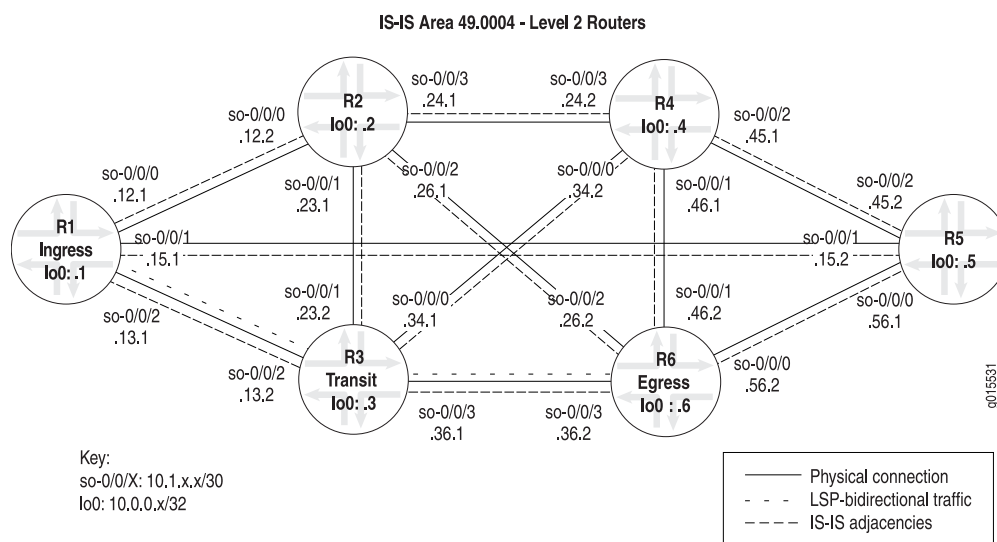 IS-IS Area 49.0004 - Level 2 Routers
so-0/0/3
.24.1
so-0/0/3
.24.2
R2
lo0: .2
R4
lo0: .4
so-0/0/0
.12.2
so-0/0/2
.45.1
so-0/0/0
.12.1
so-0/0/1
.23.1
so-0/0/2
.26.1
so-0/0/0
.34.2
so-0/0/1
.46.1
so-0/0/2
.45.2
R1
Ingress
lo0: .1
so-0/0/1
.15.1
so-0/0/1
.15.2
R5
lo0: .5
so-0/0/2
.13.1
so-0/0/1
.23.2
so-0/0/0
.34.1
so-0/0/2
.26.2
so-0/0/1
.46.2
so-0/0/0
.56.1
so-0/0/2
.13.2
R3
Transit
lo0: .3
R6
Egress
lo0 : .6
so-0/0/0
.56.2
so-0/0/3
.36.1
so-0/0/3
.36.2
g015531
Key:
so-0/0/X: 10.1.x.x/30
lo0: 10.0.0.x/32
Physical connection
LSP-bidirectional traffic
IS-IS adjacencies